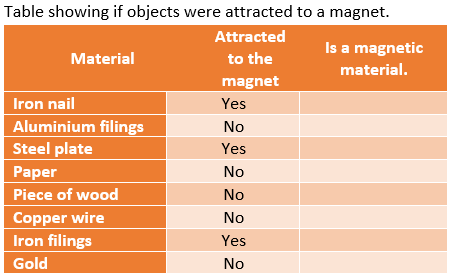 Table showing if objects were attracted to a magnet.
Material Attracted to the magnet Is a magnetic material.
Iron nail Yes
Aluminium filings No
Steel plate Yes
Paper No
Piece of wood No
Copper wire No
Iron filings Yes
Gold No